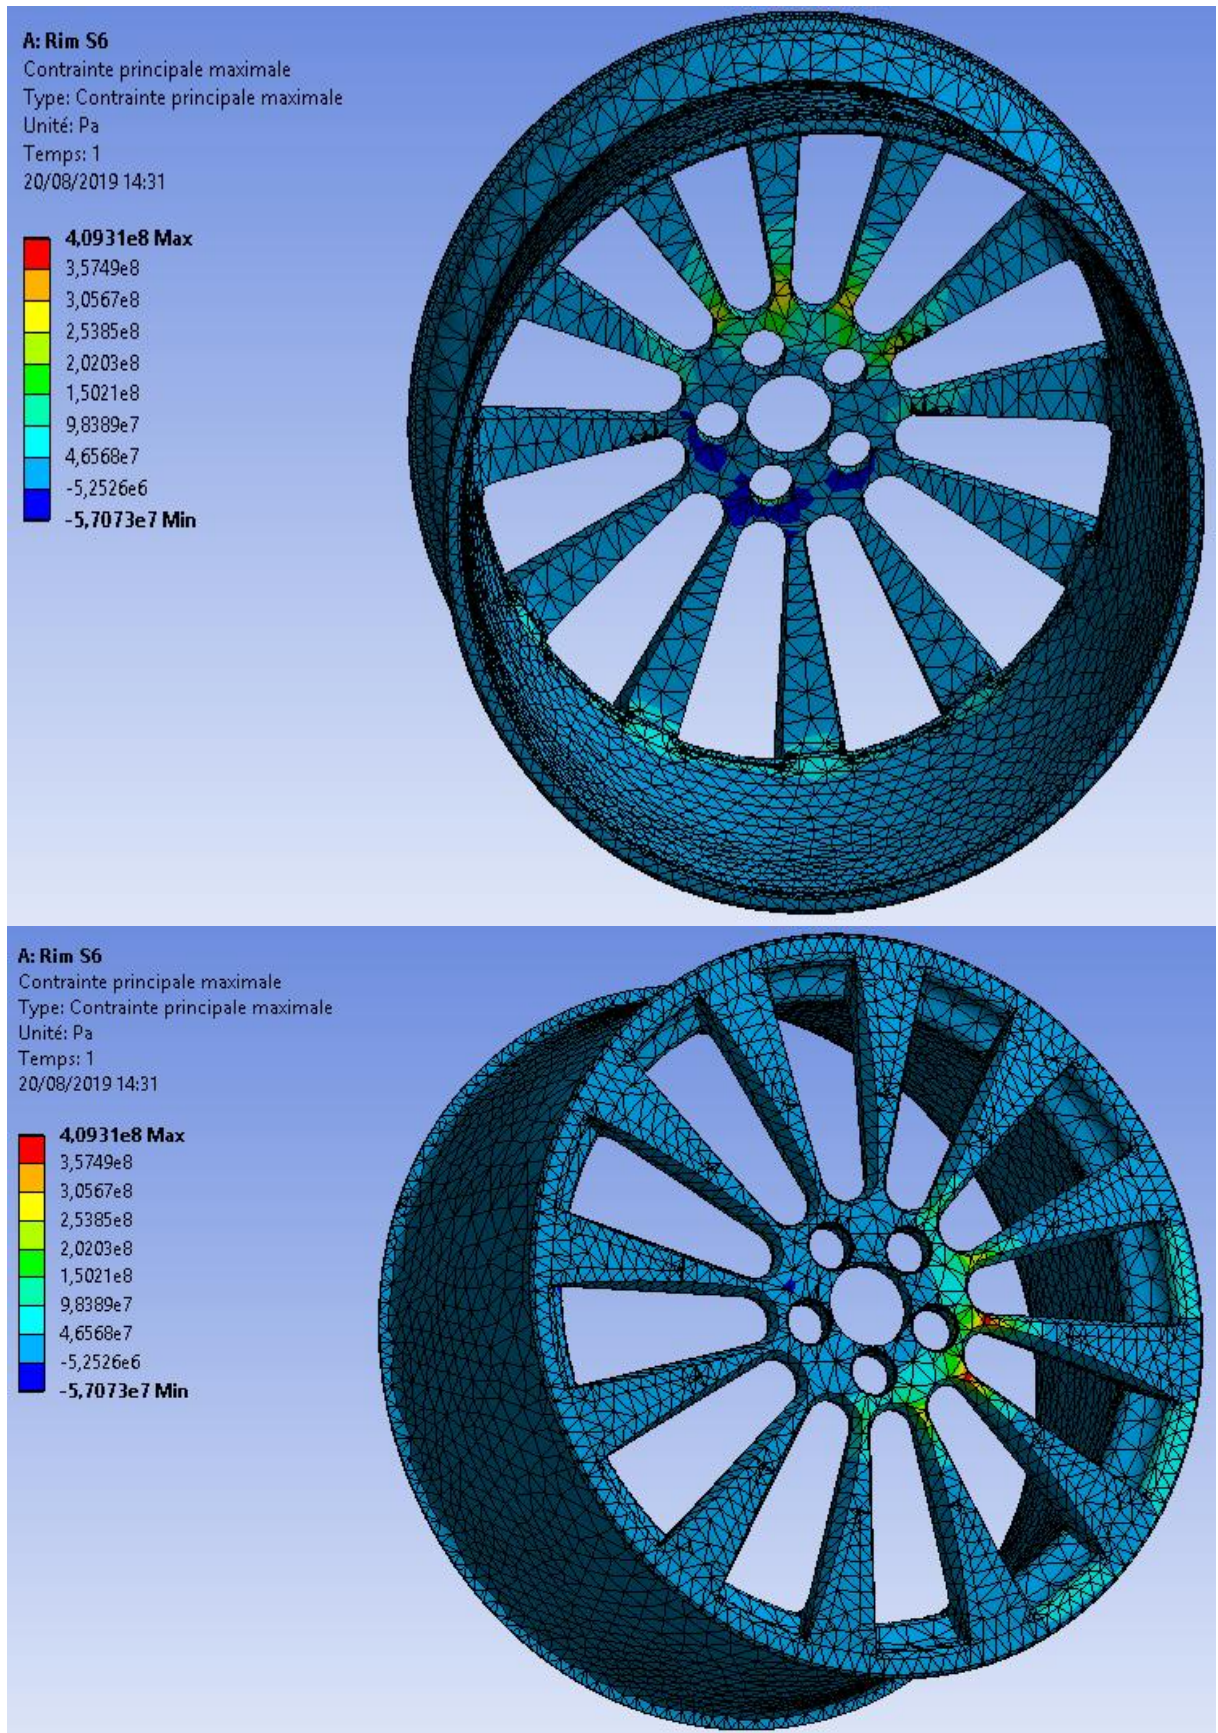 A: Rim S6
Contrainte principale maximale
Type: Contrainte principale maximale
Unité: Pa
Temps: 1
20/08/2019 14:31
4,0931e8 Max
3,5749e8
3,0567e8
2,5385e8
2,0203e8
1,5021e8
9,8389e7
4,6568e7
-5,2526e6
-5,7073e7 Min
A: Rim S6
Contrainte principale maximale
Type: Contrainte principale maximale
Unité: Pa
Temps: 1
20/08/2019 14:31
4,0931e8 Max
3,5749e8
3,0567e8
2,5385e8
2,0203e8
1,5021e8
9,8389e7
4,6568e7
-5,2526e6
-5,7073e7 Min